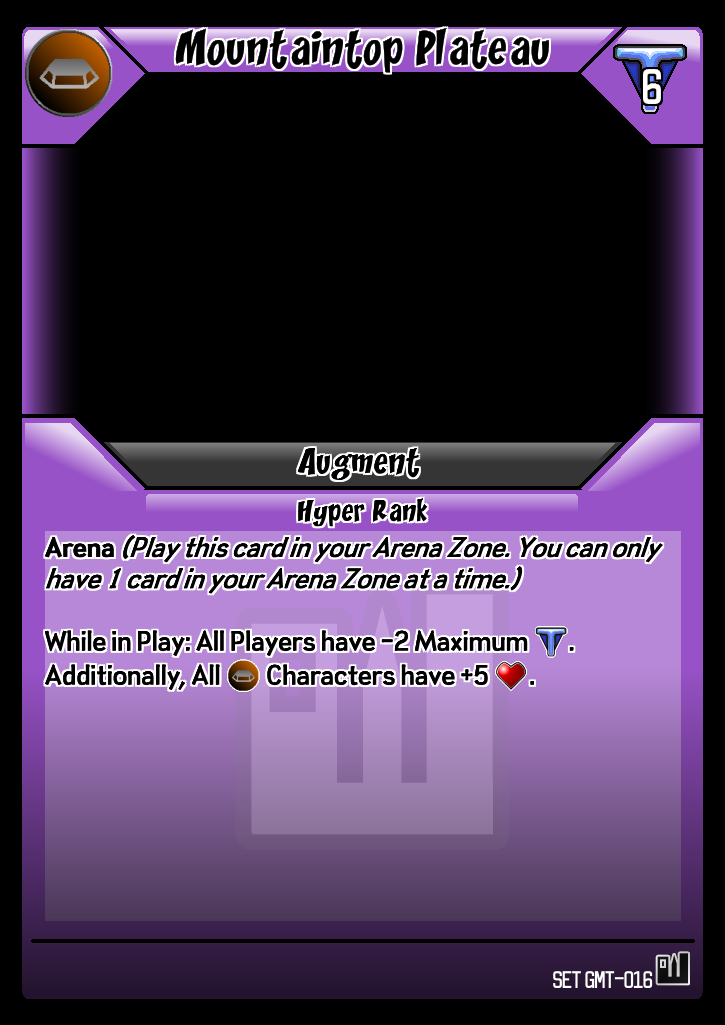 Mountaintop Plateau
6
Augment
Hyper Rank
Arena (Play this card in your Arena Zone. You can only
have 1 card in your Arena Zone at a time.)
While in Play: All Players have -2 Maximum T.
Additionally, All Characters have +5 .
SET GMT-016